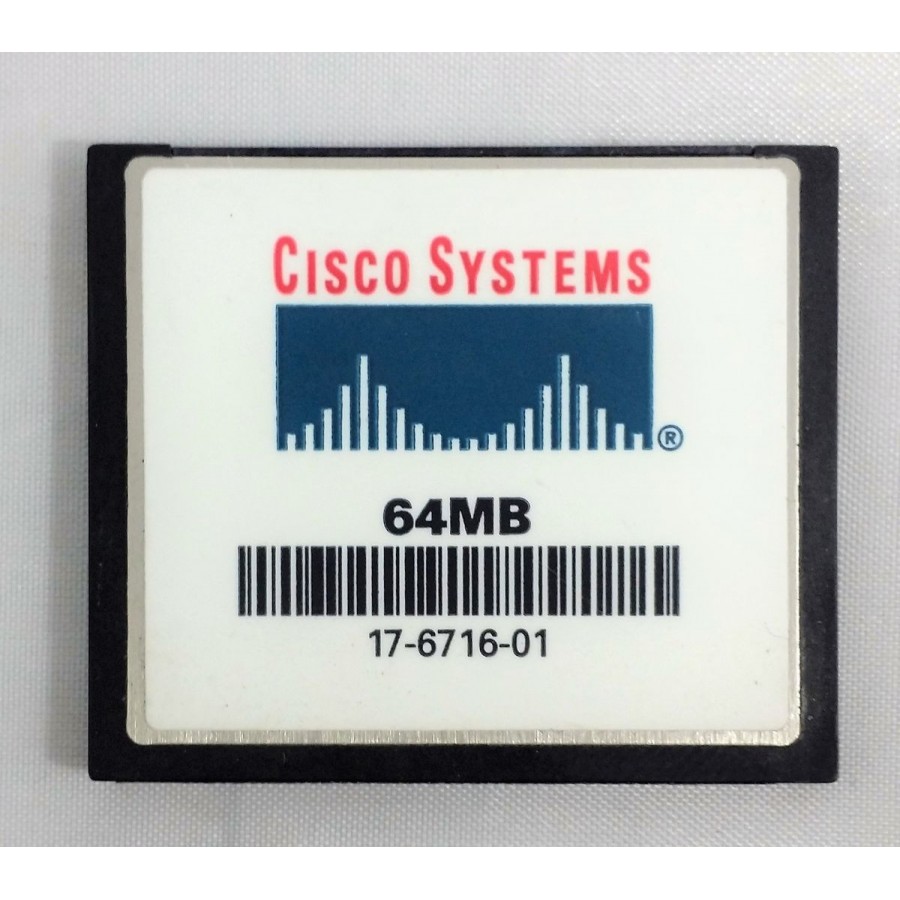 CISCO SYSTEMS
®
64MB
17-6716-01